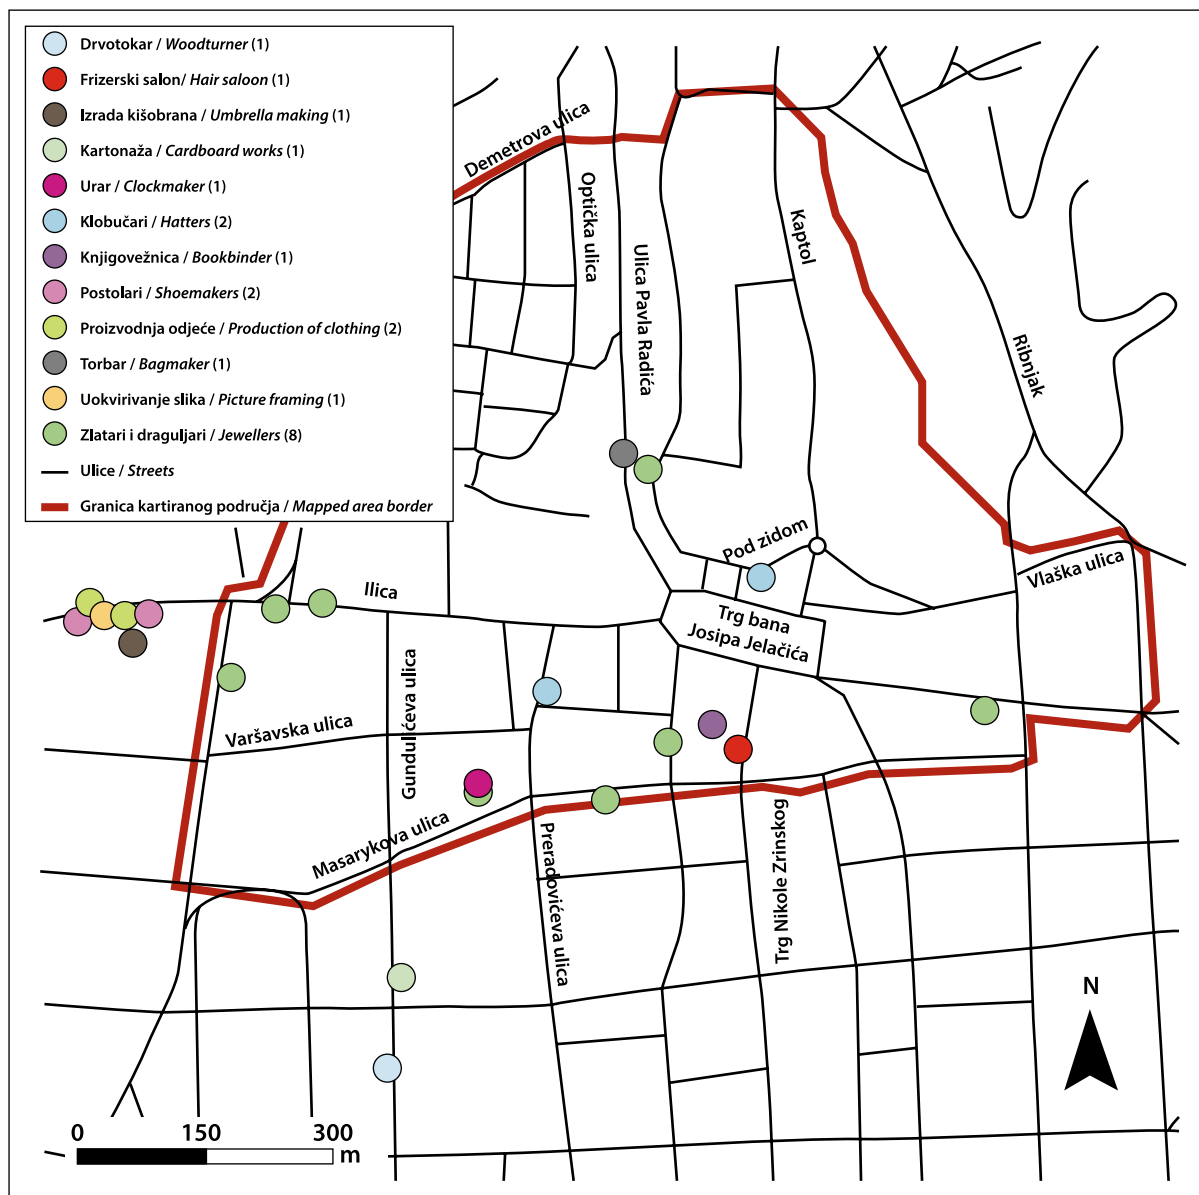 Drvotokar / Woodturner (1)
Frizerski salon/ Hair saloon (1)
Izrada kišobrana / Umbrella making (1)
Kartonaža / Cardboard works (1)
Urar / Clockmaker (1)
Klobučari / Hatters (2)
Knjigovežnica / Bookbinder (1)
Postolari / Shoemakers (2)
Proizvodnja odjeće / Production of clothing (2)
Torbar / Bagmaker (1)
Uokvirivanje slika / Picture framing (1)
Zlatari i draguljari / Jewellers (8)
Ulice / Streets
Granica kartiranog područja / Mapped area border
Demetrova ulica
Optička ulica
Ulica Pavla Radića
Kaptol
Ribnjak
Pod zidom
Vlaška ulica
Ilica
Trg bana
Josipa Jelačića
Gundulićeva ulica
Varšavska ulica
Masarykova ulica
Preradovićeva ulica
Trg Nikole Zrinskog
N
0 150 300
m